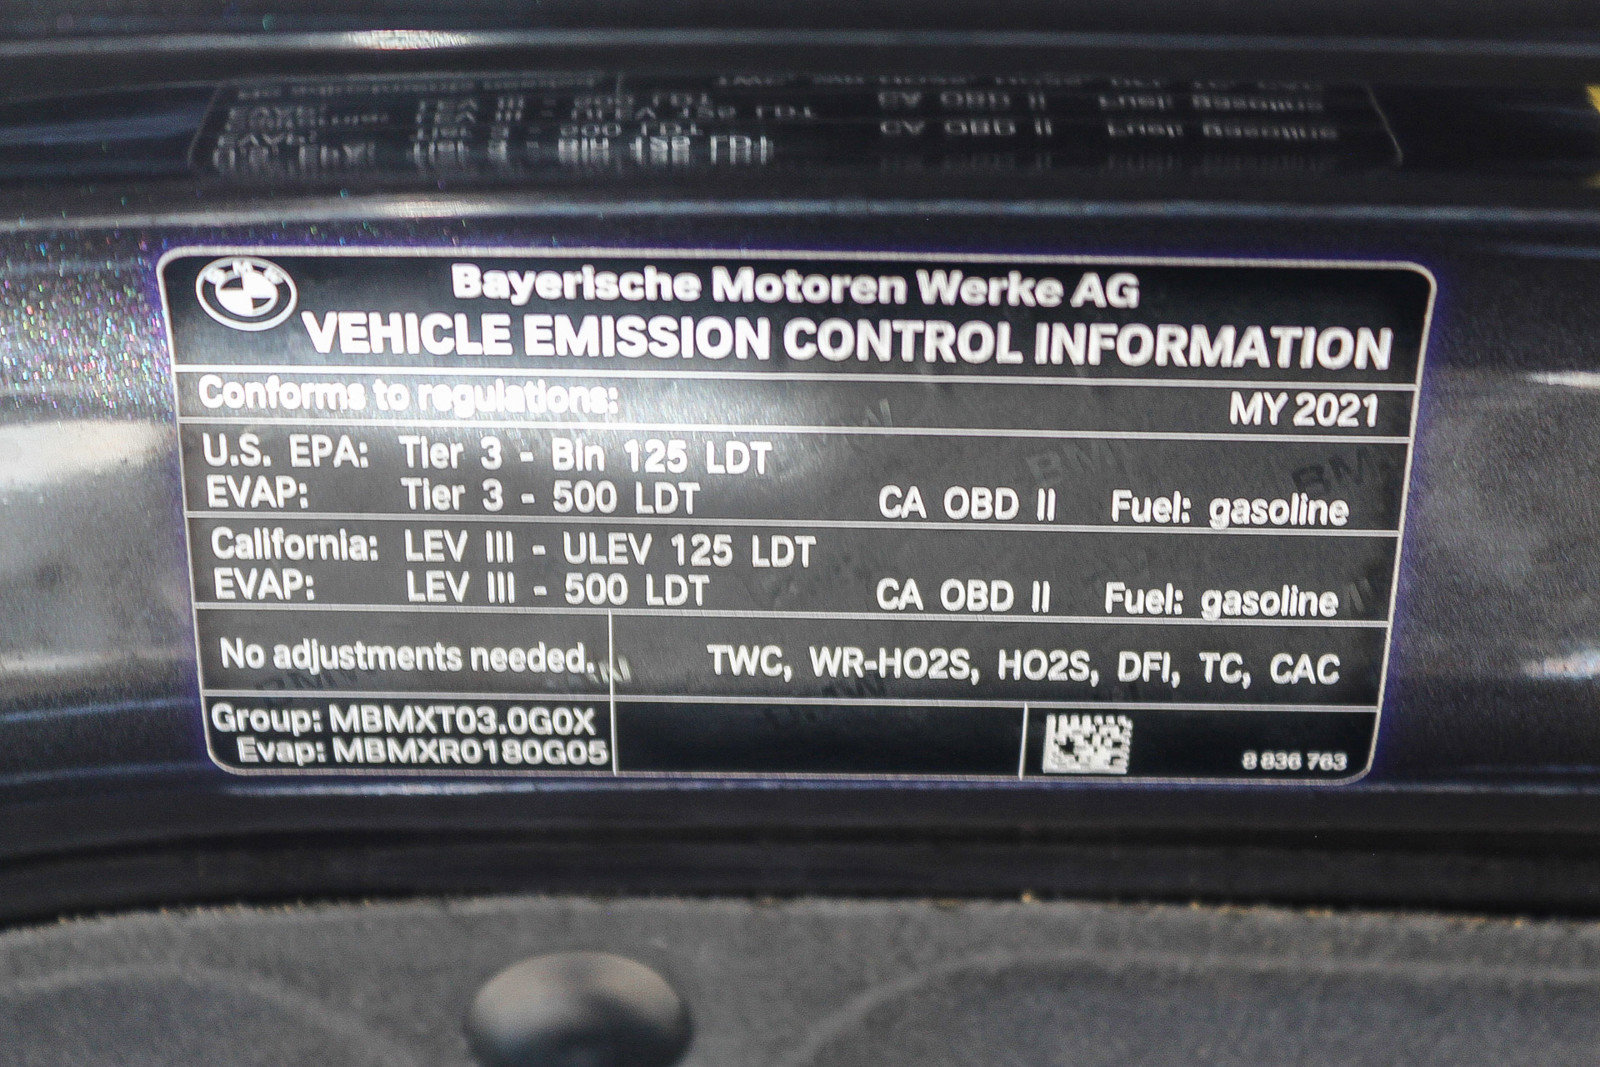 BMW
Bayerische Motoren Werke AG
VEHICLE EMISSION CONTROL INFORMATION
Conforms to regulations: MY 2021
U.S. EPA: Tier 3 - Bin 125 LDT
EVAP: Tier 3 - 500 LDT CA OBD II Fuel: gasoline
California: LEV III - ULEV 125 LDT
EVAP: LEV III - 500 LDT CA OBD II Fuel: gasoline
No adjustments needed. TWC, WR-HO2S, HO2S, DFI, TC, CAC
Group: MBMXT03.0G0X
Evap: MBMXR0180G05
8 836 763